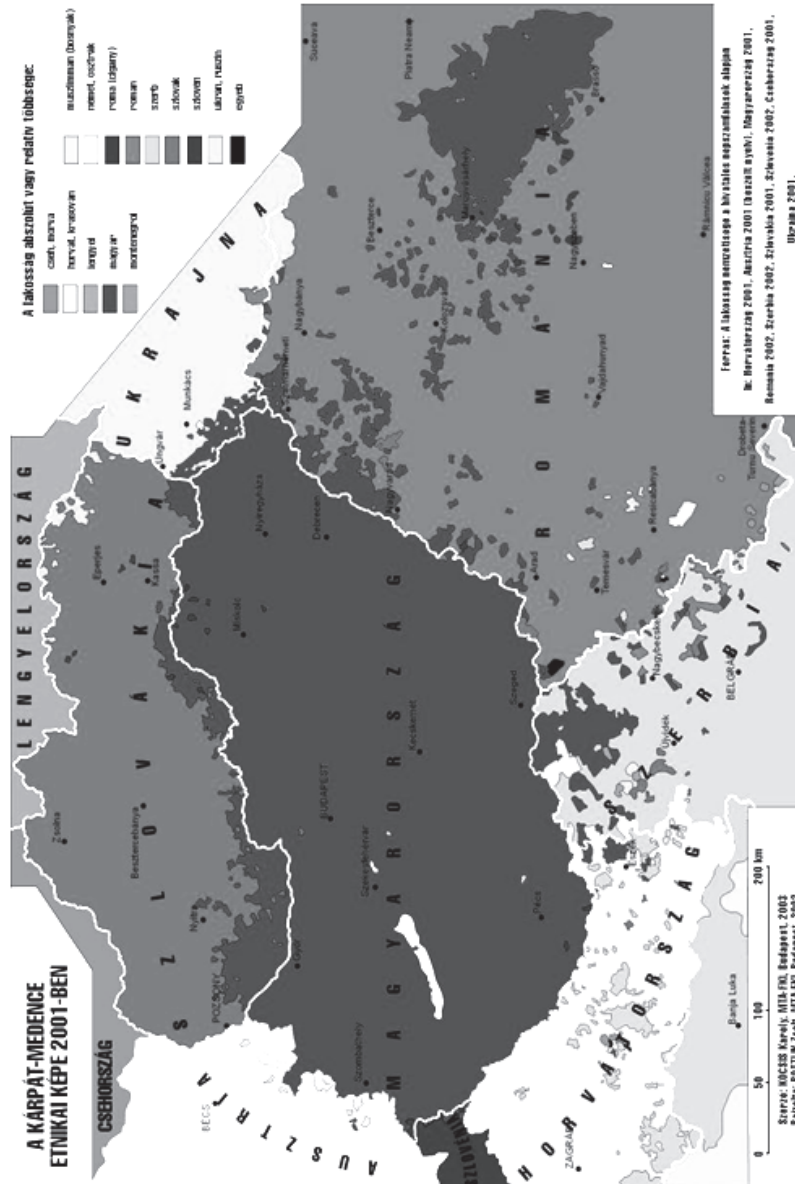 A KÁRPÁT-MEDENCE
ETNIKAI KÉPE 2001-BEN
A lakosság abszolút vagy relatív többsége:
cseh, morva
horvát, krasován
lengyel
magyar
montenegrói
muszlimman (bosnyák)
német, osztrák
roma (cigány)
román
szerb
szlovák
szlovén
ukrán, ruszin
egyéb
CSEHORSZÁG
LENGYELORSZÁG
UKRAJNA
SZLOVÁKIA
AUSZTRIA
MAGYARORSZÁG
ROMÁNIA
SZLOVÉNIA
HORVÁTORSZÁG
SZERBIA
Zsolna
Besztercebánya
Nyitra
POZSONY
Eperjes
Kassa
Ungvár
Munkács
BÉCS
Győr
Szombathely
BUDAPEST
Székesfehérvár
Miskolc
Nyíregyháza
Debrecen
Kecskemét
Szeged
Pécs
Suceava
Piatra Neamț
Nagybánya
Szatmárnémeti
Beszterce
Nagyvárad
Kolozsvár
Marosvásárhely
Brassó
Arad
Vajdahunyad
Nagyszeben
Temesvár
Resicabánya
Râmnicu Vâlcea
Drobeta-
Turnu Severin
Nagybecskerek
Újvidék
BELGRÁD
Eszék
ZÁGRÁB
Banja Luka
0 50 100 200 km
Szerző: KOCSIS Károly, MTA FKI, Budapest, 2003
Forrás: A lakosság nemzetisége a hivatalos népszámlálások alapján
In: Horvátország 2001, Ausztria 2001 (beszélt nyelv), Magyarország 2001,
Románia 2002, Szerbia 2002, Szlovákia 2001, Szlovénia 2002, Csehország 2001,
Ukraina 2001.